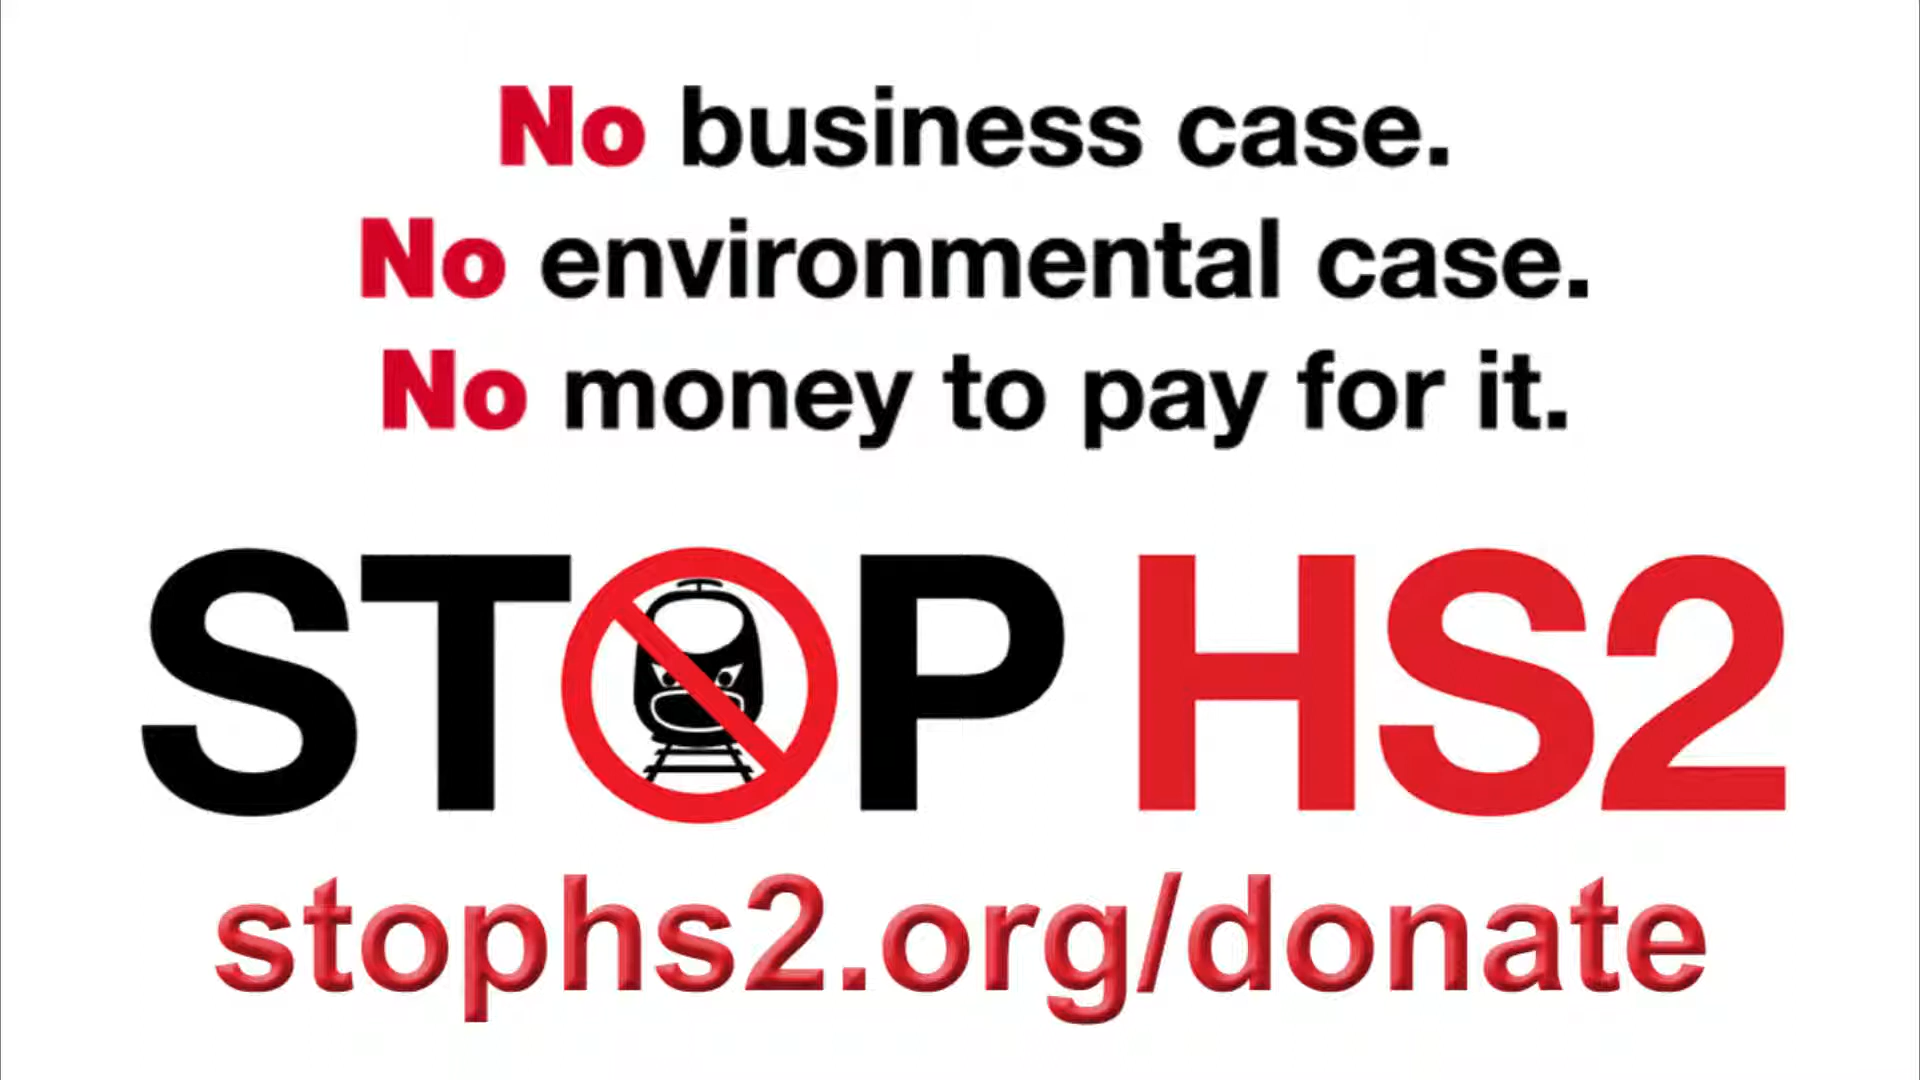 No business case.
No environmental case.
No money to pay for it.
STOP HS2
stophs2.org/donate